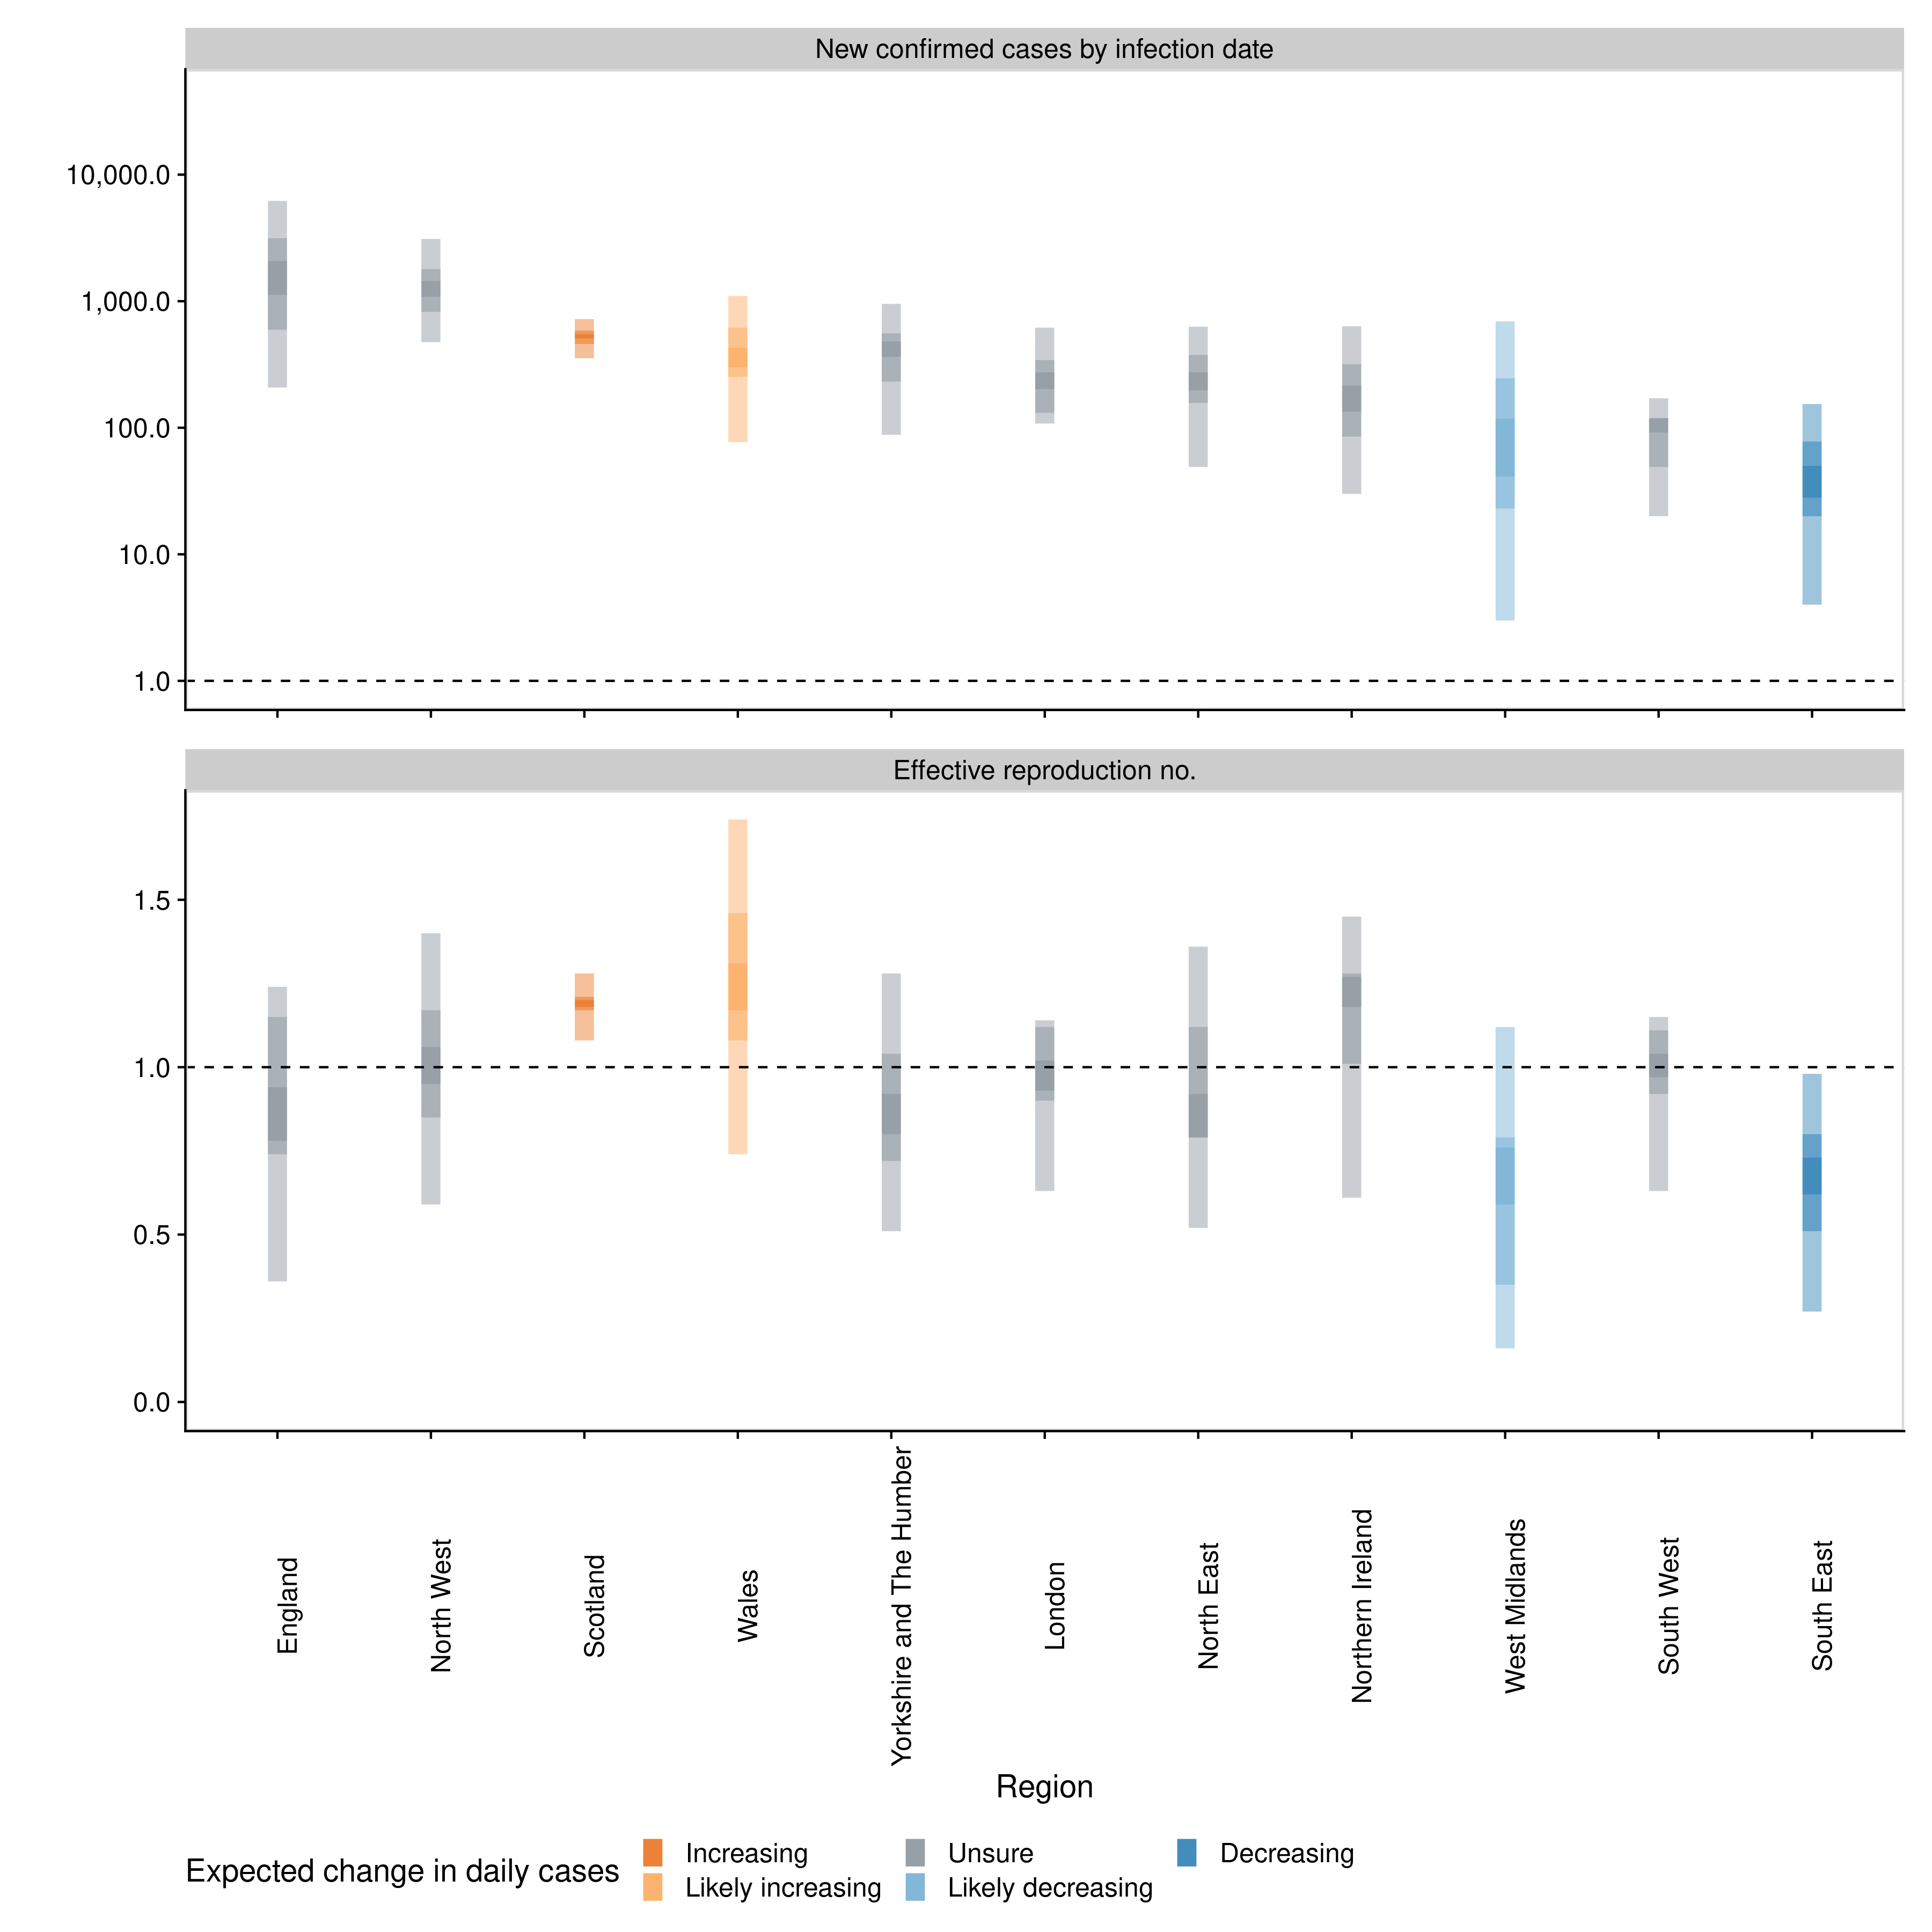 New confirmed cases by infection date
10,000.0
1,000.0
100.0
10.0
1.0
Effective reproduction no.
1.5
1.0
0.5
0.0
England
North West
Scotland
Wales
Yorkshire and The Humber
London
North East
Northern Ireland
West Midlands
South West
South East
Region
Expected change in daily cases
Increasing
Likely increasing
Unsure
Likely decreasing
Decreasing